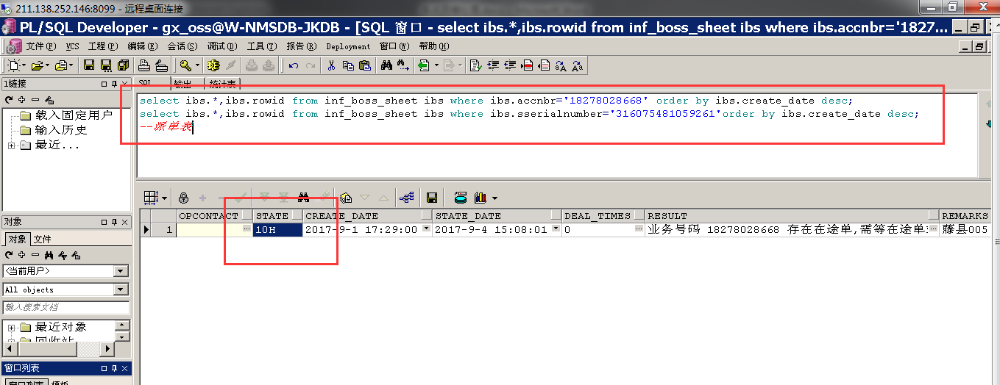 211.138.252.146:8099 - 远程桌面连接
PL/SQL Developer - gx_oss@W-NMSDB-JKDB - [SQL 窗口 - select ibs.*,ibs.rowid from inf_boss_sheet ibs where ibs.accnbr='1827...
文件(F) VCS 工程(P) 编辑(E) 会话(S) 调试(D) 工具(T) 报告(R) Deployment 窗口(W) 帮助(H)
1链接
SQL 输出 统计表
select ibs.*,ibs.rowid from inf_boss_sheet ibs where ibs.accnbr='18278028668' order by ibs.create_date desc;
select ibs.*,ibs.rowid from inf_boss_sheet ibs where ibs.sserialnumber='316075481059261'order by ibs.create_date desc;
--派单表
载入固定用户
输入历史
最近...
OPCONTACT STATE CREATE_DATE STATE_DATE DEAL_TIMES RESULT REMARKS
1 10H 2017-9-1 17:29:00 2017-9-4 15:08:01 0 业务号码 18278028668 存在在途单,需等在途单 藤县005
对象
对象 文件
<当前用户>
All objects
输入搜索文档
最近对象
回收站
窗口列表
窗口列表 模板